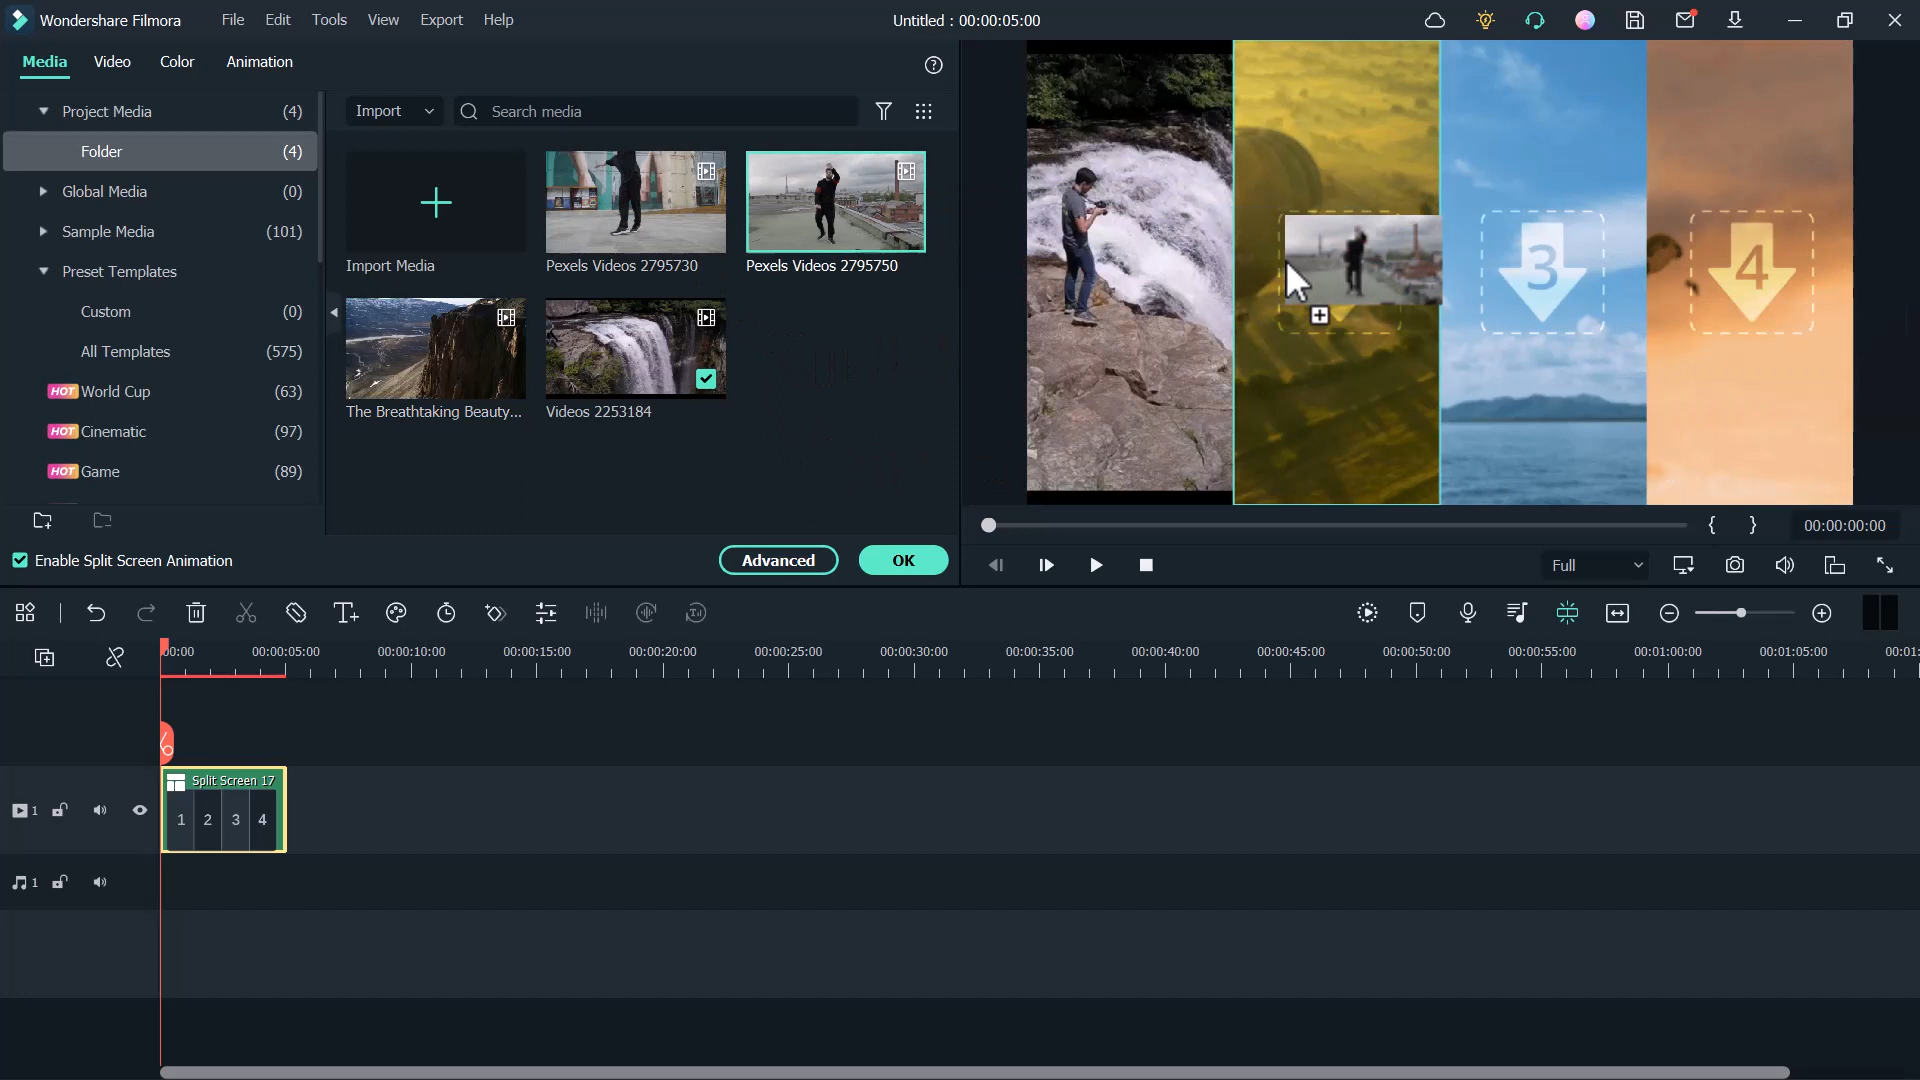 Wondershare Filmora
File
Edit
Tools
View
Export
Help
Untitled : 00:00:05:00
Media
Video
Color
Animation
Project Media (4)
Folder (4)
Global Media (0)
Sample Media (101)
Preset Templates
Custom (0)
All Templates (575)
HOT World Cup (63)
HOT Cinematic (97)
HOT Game (89)
Import
Search media
Import Media
Pexels Videos 2795730
Pexels Videos 2795750
The Breathtaking Beauty...
Videos 2253184
3
4
Enable Split Screen Animation
Advanced
OK
{ }
00:00:00:00
Full
:00:00
00:00:05:00
00:00:10:00
00:00:15:00
00:00:20:00
00:00:25:00
00:00:30:00
00:00:35:00
00:00:40:00
00:00:45:00
00:00:50:00
00:00:55:00
00:01:00:00
00:01:05:00
00:01:
Split Screen 17
1 2 3 4
1
1